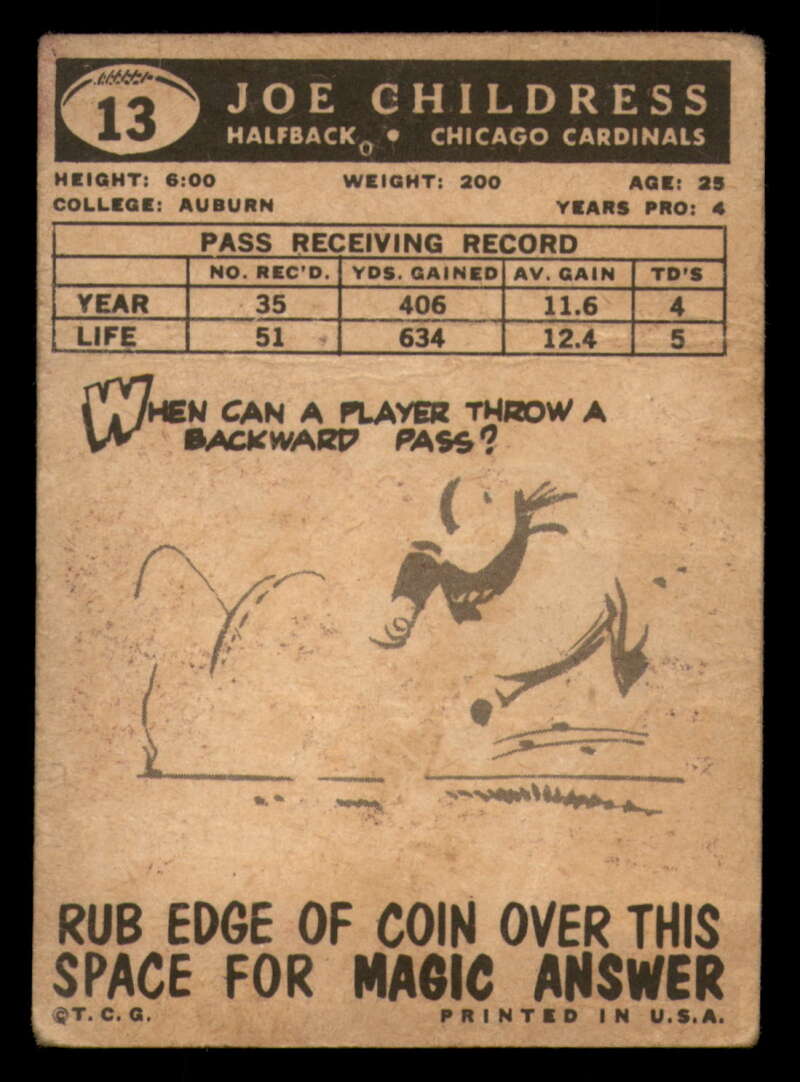 13
JOE CHILDRESS
HALFBACK • CHICAGO CARDINALS
HEIGHT: 6:00 WEIGHT: 200 AGE: 25
COLLEGE: AUBURN YEARS PRO: 4
PASS RECEIVING RECORD
NO. REC'D. YDS. GAINED AV. GAIN TD'S
YEAR 35 406 11.6 4
LIFE 51 634 12.4 5
WHEN CAN A PLAYER THROW A
BACKWARD PASS?
RUB EDGE OF COIN OVER THIS
SPACE FOR MAGIC ANSWER
©T.C.G. PRINTED IN U.S.A.